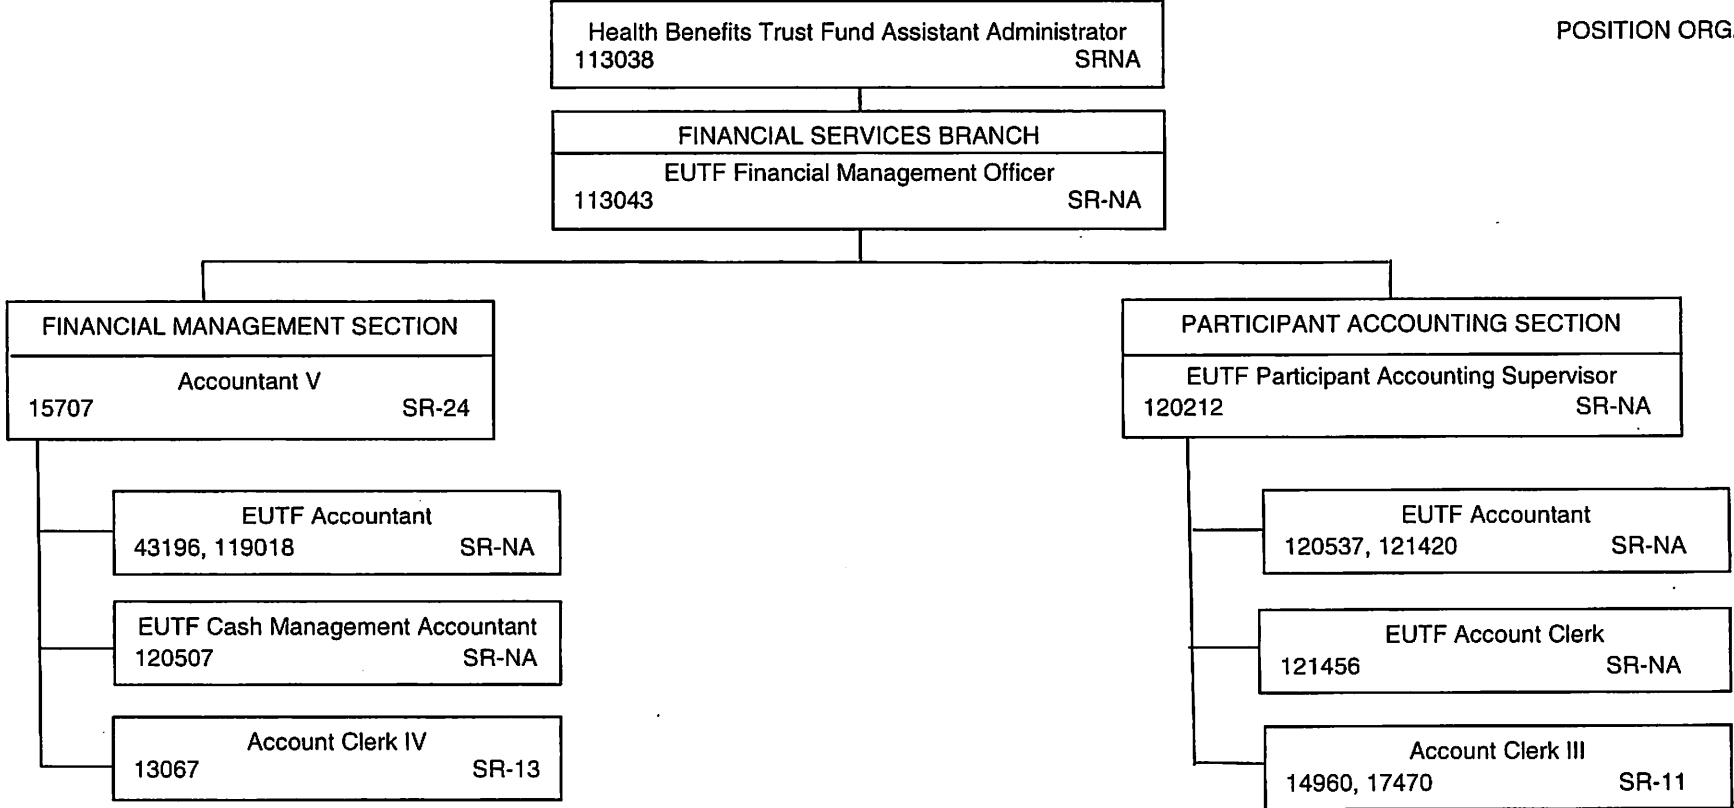 POSITION ORG.
Health Benefits Trust Fund Assistant Administrator
113038 SRNA
FINANCIAL SERVICES BRANCH
EUTF Financial Management Officer
113043 SR-NA
FINANCIAL MANAGEMENT SECTION
Accountant V
15707 SR-24
EUTF Accountant
43196, 119018 SR-NA
EUTF Cash Management Accountant
120507 SR-NA
Account Clerk IV
13067 SR-13
PARTICIPANT ACCOUNTING SECTION
EUTF Participant Accounting Supervisor
120212 SR-NA
EUTF Accountant
120537, 121420 SR-NA
EUTF Account Clerk
121456 SR-NA
Account Clerk III
14960, 17470 SR-11